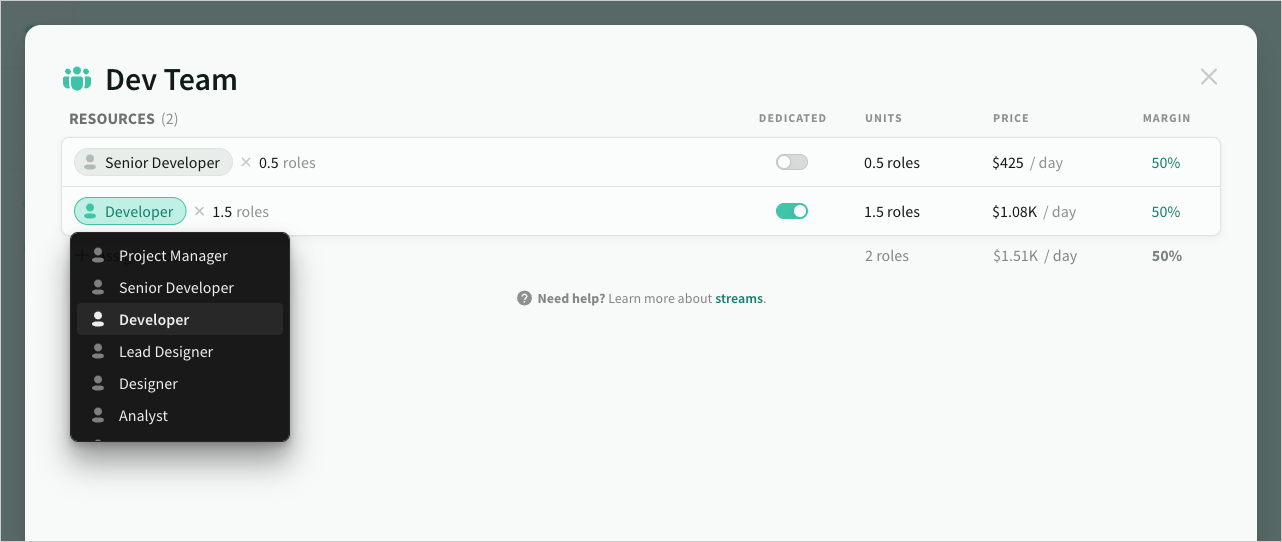 Dev Team
RESOURCES (2) DEDICATED UNITS PRICE MARGIN
Senior Developer × 0.5 roles 0.5 roles $425 / day 50%
Developer × 1.5 roles 1.5 roles $1.08K / day 50%
2 roles $1.51K / day 50%
Project Manager
Senior Developer
Developer
Lead Designer
Designer
Analyst
? Need help? Learn more about streams.